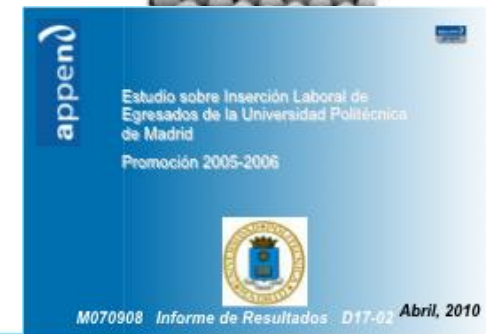 append
Estudio sobre Inserción Laboral de
Egresados de la Universidad Politécnica
de Madrid
Promoción 2005-2006
M070908 Informe de Resultados D17-02 Abril, 2010